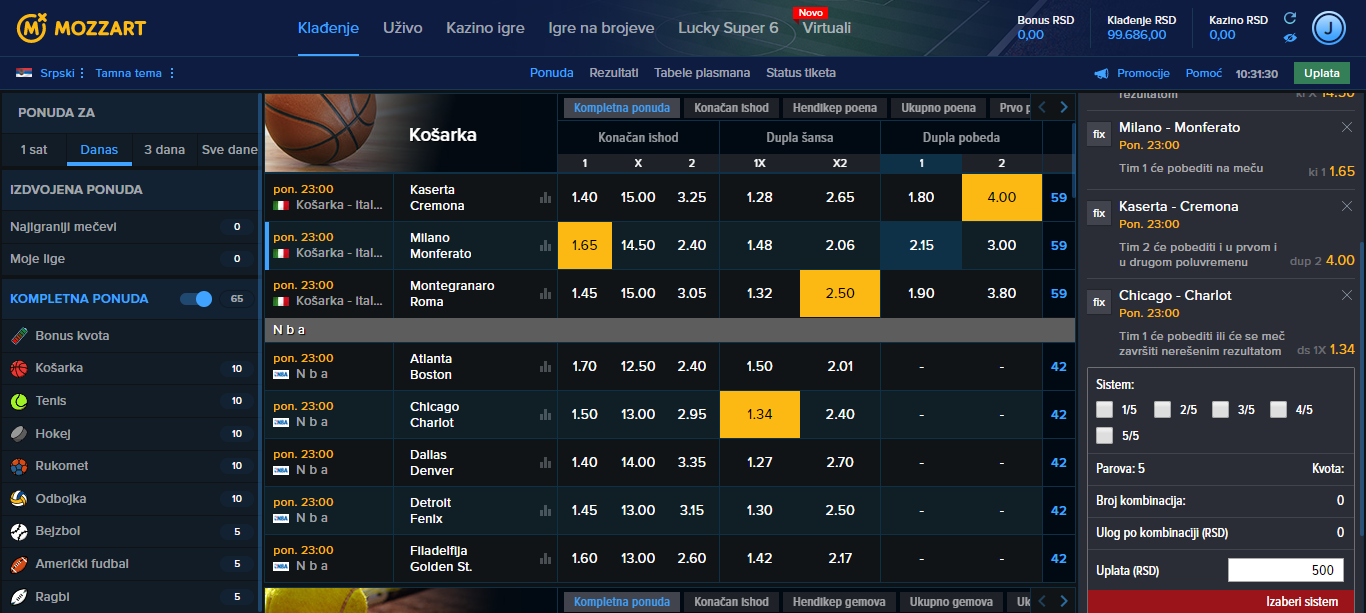 MOZZART
Klađenje
Uživo
Kazino igre
Igre na brojeve
Lucky Super 6
Novo
Virtuali
Bonus RSD
0,00
Klađenje RSD
99.686,00
Kazino RSD
0,00
J
Srpski
Tamna tema
Ponuda
Rezultati
Tabele plasmana
Status tiketa
Promocije
Pomoć
10:31:30
Uplata
PONUDA ZA
1 sat
Danas
3 dana
Sve dane
IZDVOJENA PONUDA
Najigraniji mečevi 0
Moje lige 0
KOMPLETNA PONUDA 65
Bonus kvota
Košarka 10
Tenis 10
Hokej 10
Rukomet 10
Odbojka 10
Bejzbol 5
Američki fudbal 5
Ragbi 5
Košarka
Kompletna ponuda Konačan ishod Hendikep poena Ukupno poena Prvo p
Konačan ishod Dupla šansa Dupla pobeda
1 X 2 1X X2 1 2
pon. 23:00 Kaserta
Košarka - Ital... Cremona
1.40 15.00 3.25 1.28 2.65 1.80 4.00 59
pon. 23:00 Milano
Košarka - Ital... Monferato
1.65 14.50 2.40 1.48 2.06 2.15 3.00 59
pon. 23:00 Montegranaro
Košarka - Ital... Roma
1.45 15.00 3.05 1.32 2.50 1.90 3.80 59
N b a
pon. 23:00 Atlanta
NBA N b a Boston
1.70 12.50 2.40 1.50 2.01 - - 42
pon. 23:00 Chicago
NBA N b a Charlot
1.50 13.00 2.95 1.34 2.40 - - 42
pon. 23:00 Dallas
NBA N b a Denver
1.40 14.00 3.35 1.27 2.70 - - 42
pon. 23:00 Detroit
NBA N b a Fenix
1.45 13.00 3.15 1.30 2.50 - - 42
pon. 23:00 Filadelfija
NBA N b a Golden St.
1.60 13.00 2.60 1.42 2.17 - - 42
Kompletna ponuda Konačan ishod Hendikep gemova Ukupno gemova Uk
rezultatom ki X 14.50
fix Milano - Monferato
Pon. 23:00
Tim 1 će pobediti na meču ki 1 1.65
fix Kaserta - Cremona
Pon. 23:00
Tim 2 će pobediti i u prvom i
u drugom poluvremenu dup 2 4.00
fix Chicago - Charlot
Pon. 23:00
Tim 1 će pobediti ili će se meč
završiti nerešenim rezultatom ds 1X 1.34
Sistem:
1/5 2/5 3/5 4/5
5/5
Parova: 5 Kvota:
Broj kombinacija: 0
Ulog po kombinaciji (RSD) 0
Uplata (RSD) 500
Izaberi sistem